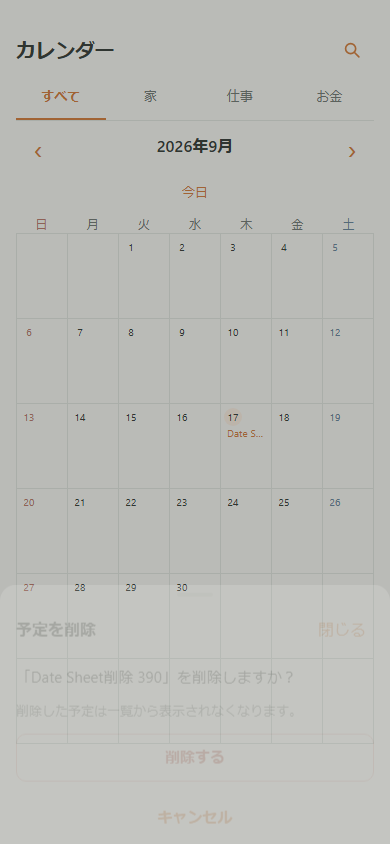 カレンダー
すべて 家 仕事 お金
‹ 2026年9月 ›
今日
日 月 火 水 木 金 土
1 2 3 4 5
6 7 8 9 10 11 12
13 14 15 16 17 18 19
Date S...
20 21 22 23 24 25 26
27 28 29 30
予定を削除 閉じる
「Date Sheet削除 390」を削除しますか？
削除した予定は一覧から表示されなくなります。
削除する
キャンセル